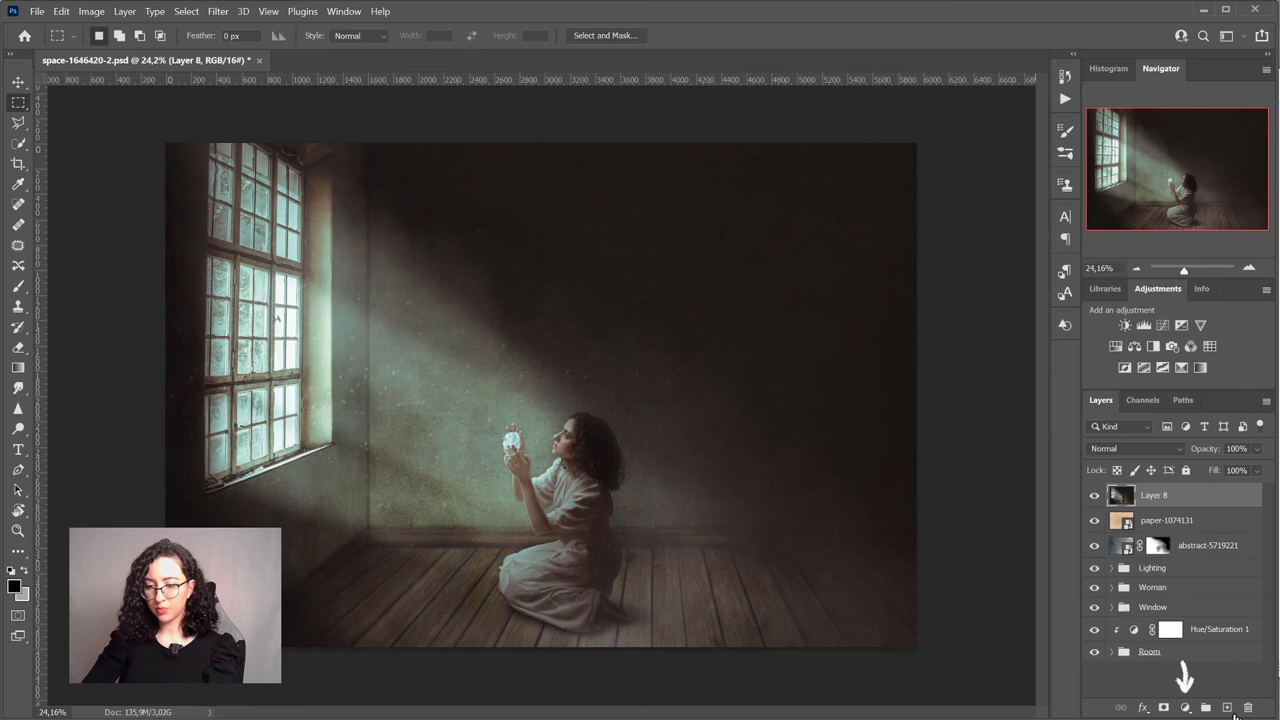 Ps File Edit Image Layer Type Select Filter 3D View Plugins Window Help
Feather: 0 px Style: Normal Width: Height: Select and Mask...
space-1646420-2.psd @ 24,2% (Layer 8, RGB/16#) * ×
Histogram Navigator
24,16%
Libraries Adjustments Info
Add an adjustment
Layers Channels Paths
Kind
Normal Opacity: 100%
Lock: Fill: 100%
Layer 8
paper-1074131
abstract-5719221
Lighting
Woman
Window
Hue/Saturation 1
Room
fx
24,16% Doc: 135,9M/3,02G